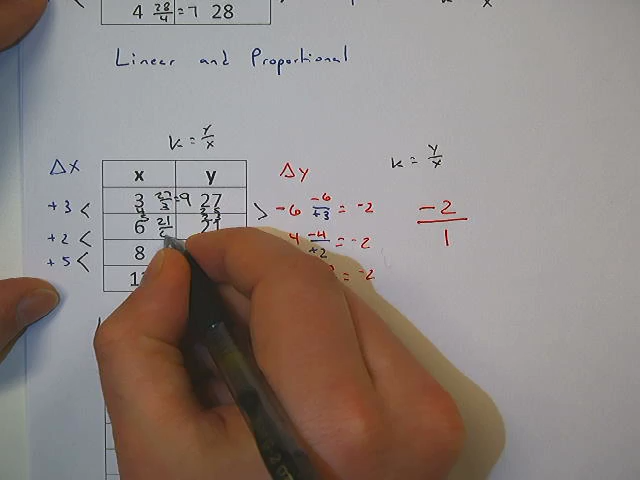 4 28/4 = 7 28
k y/x
Linear and Proportional
k = y/x
Δx x y Δy k = y/x
+3 < 3 27/3 = 9 27 > -6 -6/+3 = -2 -2/1
+2 < 6 21 21 4 -4/+2 = -2
+5 < 8 = -2
1